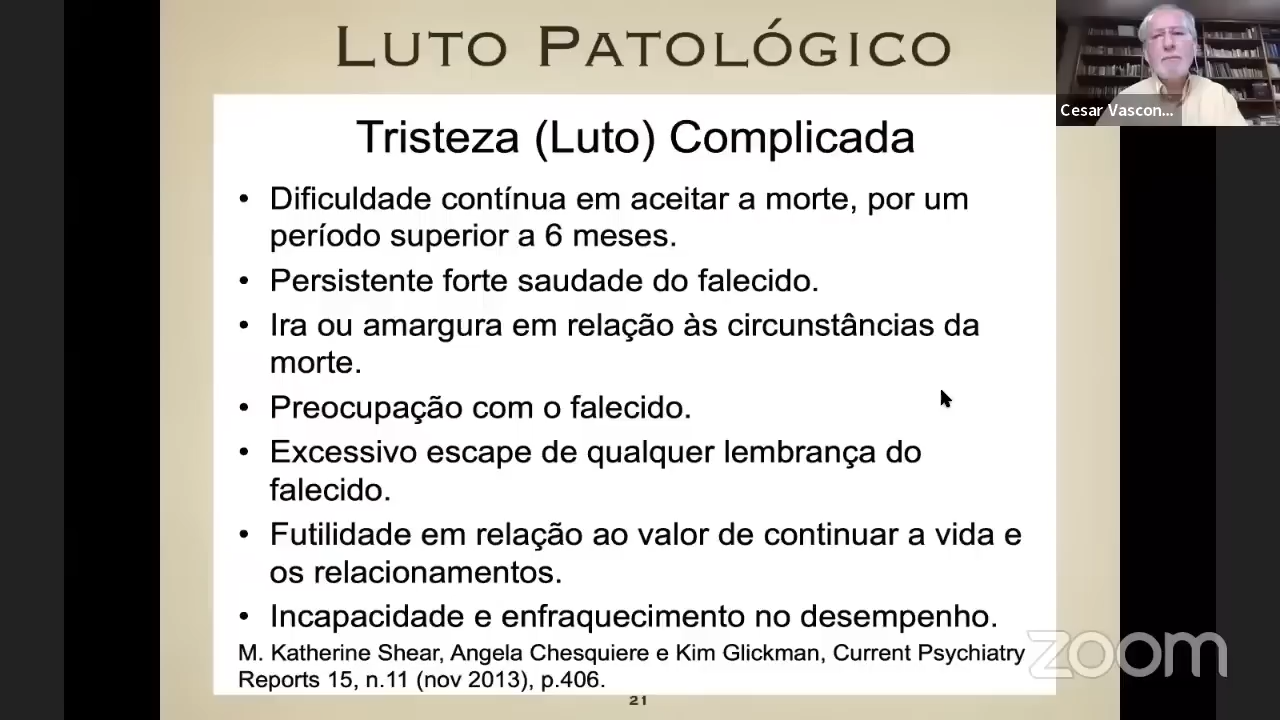 LUTO PATOLÓGICO
Cesar Vascon...
Tristeza (Luto) Complicada
• Dificuldade contínua em aceitar a morte, por um
período superior a 6 meses.
• Persistente forte saudade do falecido.
• Ira ou amargura em relação às circunstâncias da
morte.
• Preocupação com o falecido.
• Excessivo escape de qualquer lembrança do
falecido.
• Futilidade em relação ao valor de continuar a vida e
os relacionamentos.
• Incapacidade e enfraquecimento no desempenho.
M. Katherine Shear, Angela Chesquiere e Kim Glickman, Current Psychiatry
Reports 15, n.11 (nov 2013), p.406.
zoom
21